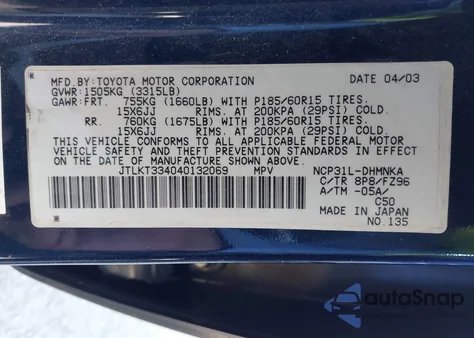 MFD.BY:TOYOTA MOTOR CORPORATION DATE 04/03
GVWR:1505KG (3315LB)
GAWR:FRT. 755KG (1660LB) WITH P185/60R15 TIRES.
15X6JJ RIMS. AT 200KPA (29PSI) COLD.
RR. 760KG (1675LB) WITH P185/60R15 TIRES.
15X6JJ RIMS. AT 200KPA (29PSI) COLD.
THIS VEHICLE CONFORMS TO ALL APPLICABLE FEDERAL MOTOR
VEHICLE SAFETY AND THEFT PREVENTION STANDARDS IN EFFECT
ON THE DATE OF MANUFACTURE SHOWN ABOVE.
JTLKT334040132069 MPV NCP31L-DHMNKA
C/TR 8P8/FZ96
A/TM -05A/
C50
MADE IN JAPAN
NO.135
autoSnap